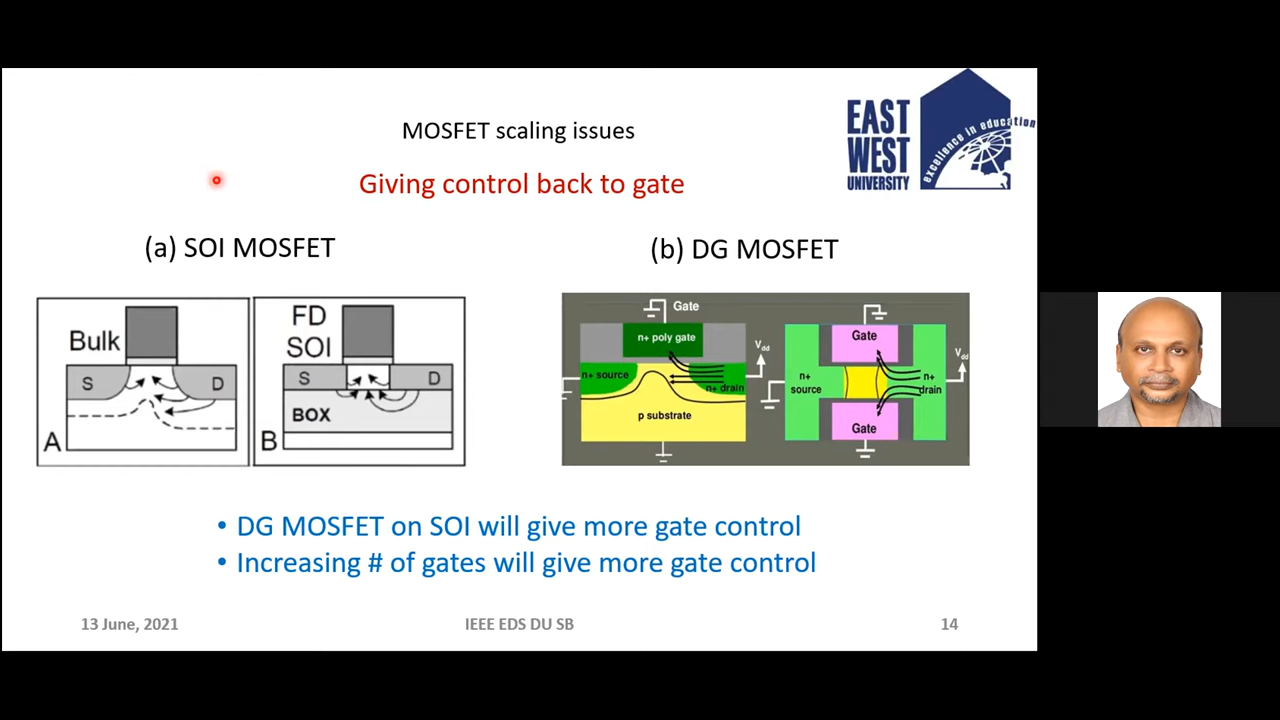 MOSFET scaling issues
EAST
WEST
UNIVERSITY
excellence in education
Giving control back to gate
(a) SOI MOSFET
(b) DG MOSFET
Bulk
S
D
A
FD
SOI
S
D
BOX
B
Gate
n+ poly gate
Vdd
n+ source
n+ drain
p substrate
Gate
Vdd
n+
source
n+
drain
Gate
• DG MOSFET on SOI will give more gate control
• Increasing # of gates will give more gate control
13 June, 2021
IEEE EDS DU SB
14